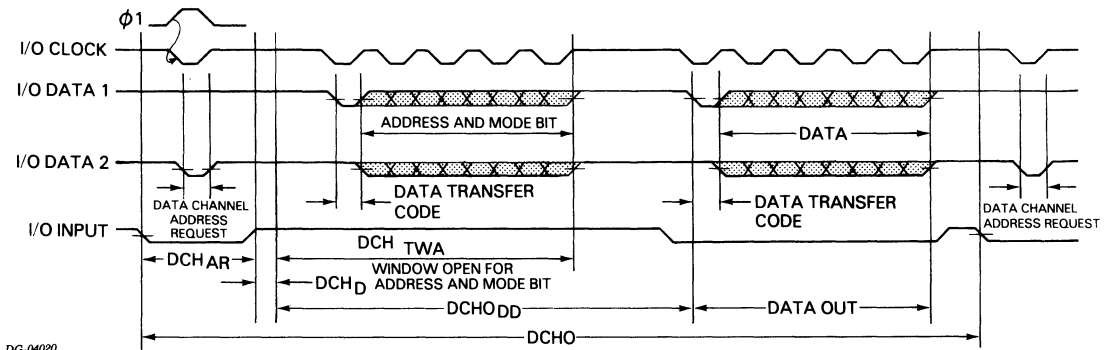 ϕ1
I/O CLOCK
I/O DATA 1
ADDRESS AND MODE BIT
DATA
I/O DATA 2
DATA CHANNEL
ADDRESS
REQUEST
DATA TRANSFER
CODE
DATA TRANSFER
CODE
DATA CHANNEL
ADDRESS REQUEST
I/O INPUT
DCH AR
DCH TWA
WINDOW OPEN FOR
ADDRESS AND MODE BIT
DCH D
DCHO DD
DATA OUT
DCHO
DG-04020